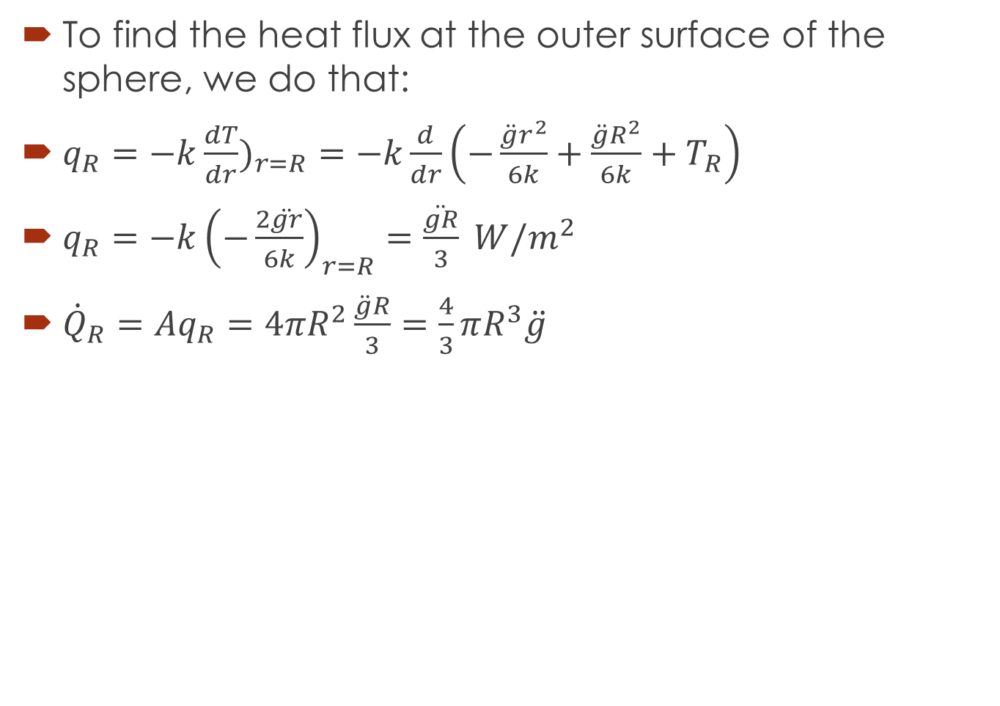 To find the heat flux at the outer surface of the
sphere, we do that:
q_R = −k dT/dr)_{r=R} = −k d/dr (− g̈r²/6k + g̈R²/6k + T_R)
q_R = −k (− 2g̈r/6k)_{r=R} = g̈R/3 W/m²
Q̇_R = Aq_R = 4πR² g̈R/3 = 4/3 πR³g̈